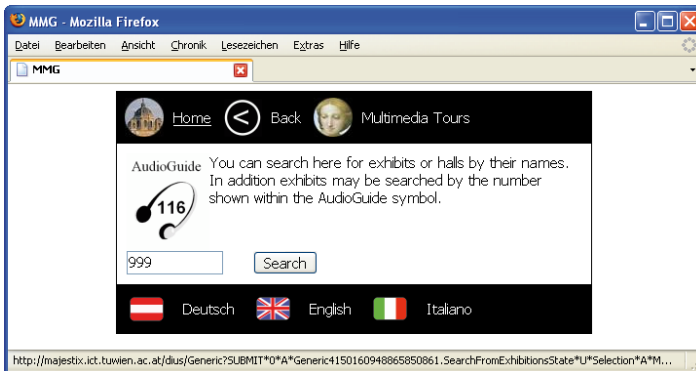 MMG - Mozilla Firefox
Datei Bearbeiten Ansicht Chronik Lesezeichen Extras Hilfe
MMG
Home < Back Multimedia Tours
AudioGuide
116
You can search here for exhibits or halls by their names.
In addition exhibits may be searched by the number
shown within the AudioGuide symbol.
999 Search
Deutsch English Italiano
http://majestix.ict.tuwien.ac.at/dius/Generic?SUBMIT*0*A*Generic4150160948865850861.SearchFromExhibitionsState*U*Selection*A*M...